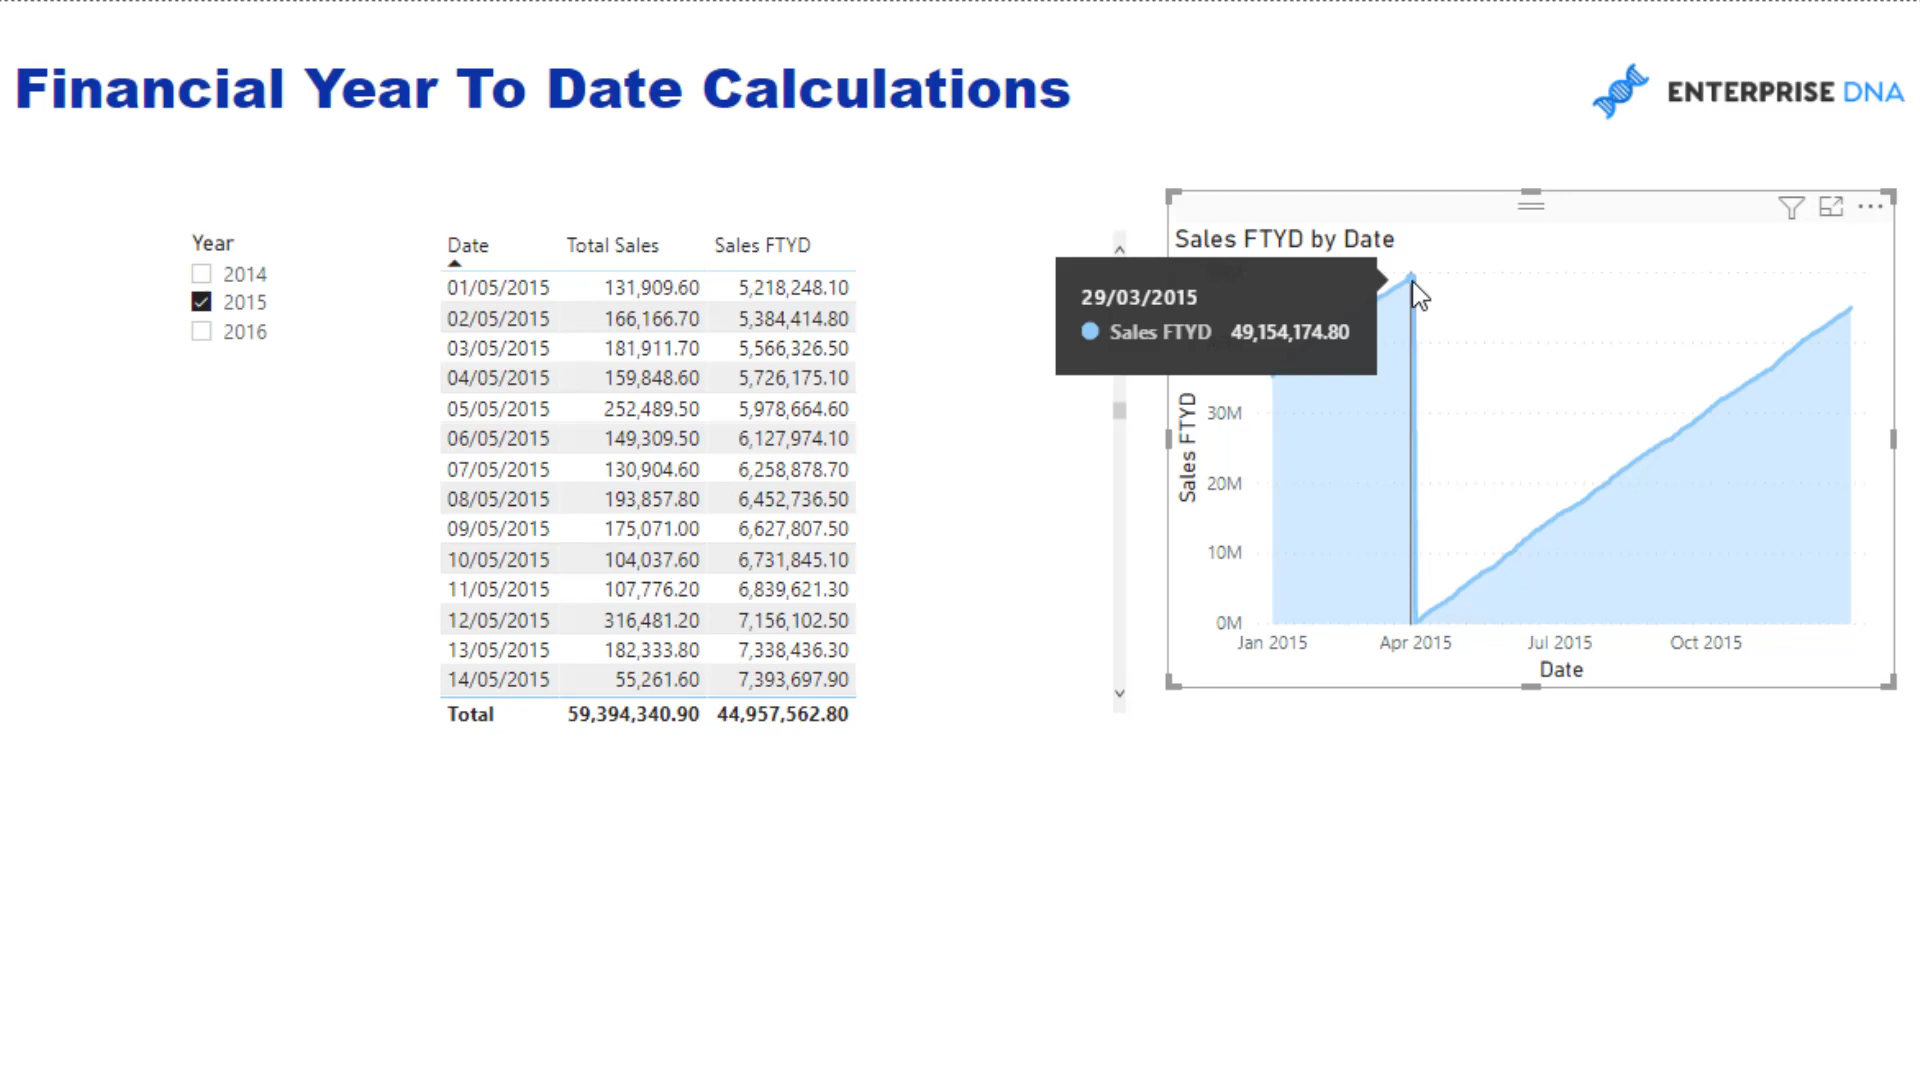 Financial Year To Date Calculations
ENTERPRISE DNA
Year
2014
2015
2016
Date Total Sales Sales FTYD
01/05/2015 131,909.60 5,218,248.10
02/05/2015 166,166.70 5,384,414.80
03/05/2015 181,911.70 5,566,326.50
04/05/2015 159,848.60 5,726,175.10
05/05/2015 252,489.50 5,978,664.60
06/05/2015 149,309.50 6,127,974.10
07/05/2015 130,904.60 6,258,878.70
08/05/2015 193,857.80 6,452,736.50
09/05/2015 175,071.00 6,627,807.50
10/05/2015 104,037.60 6,731,845.10
11/05/2015 107,776.20 6,839,621.30
12/05/2015 316,481.20 7,156,102.50
13/05/2015 182,333.80 7,338,436.30
14/05/2015 55,261.60 7,393,697.90
Total 59,394,340.90 44,957,562.80
Sales FTYD by Date
29/03/2015
Sales FTYD 49,154,174.80
Sales FTYD
30M
20M
10M
0M
Jan 2015 Apr 2015 Jul 2015 Oct 2015
Date